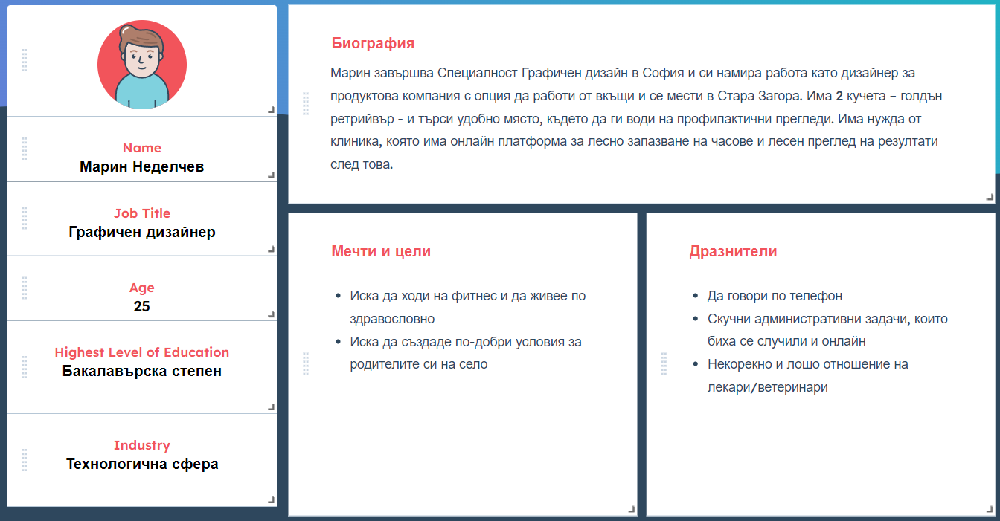 Name
Марин Неделчев
Job Title
Графичен дизайнер
Age
25
Highest Level of Education
Бакалавърска степен
Industry
Технологична сфера
Биография
Марин завършва Специалност Графичен дизайн в София и си намира работа като дизайнер за
продуктова компания с опция да работи от вкъщи и се мести в Стара Загора. Има 2 кучета – голдън
ретрийвър - и търси удобно място, където да ги води на профилактични прегледи. Има нужда от
клиника, която има онлайн платформа за лесно запазване на часове и лесен преглед на резултати
след това.
Мечти и цели
• Иска да ходи на фитнес и да живее по
здравословно
• Иска да създаде по-добри условия за
родителите си на село
Дразнители
• Да говори по телефон
• Скучни административни задачи, които
биха се случили и онлайн
• Некорекно и лошо отношение на
лекари/ветеринари